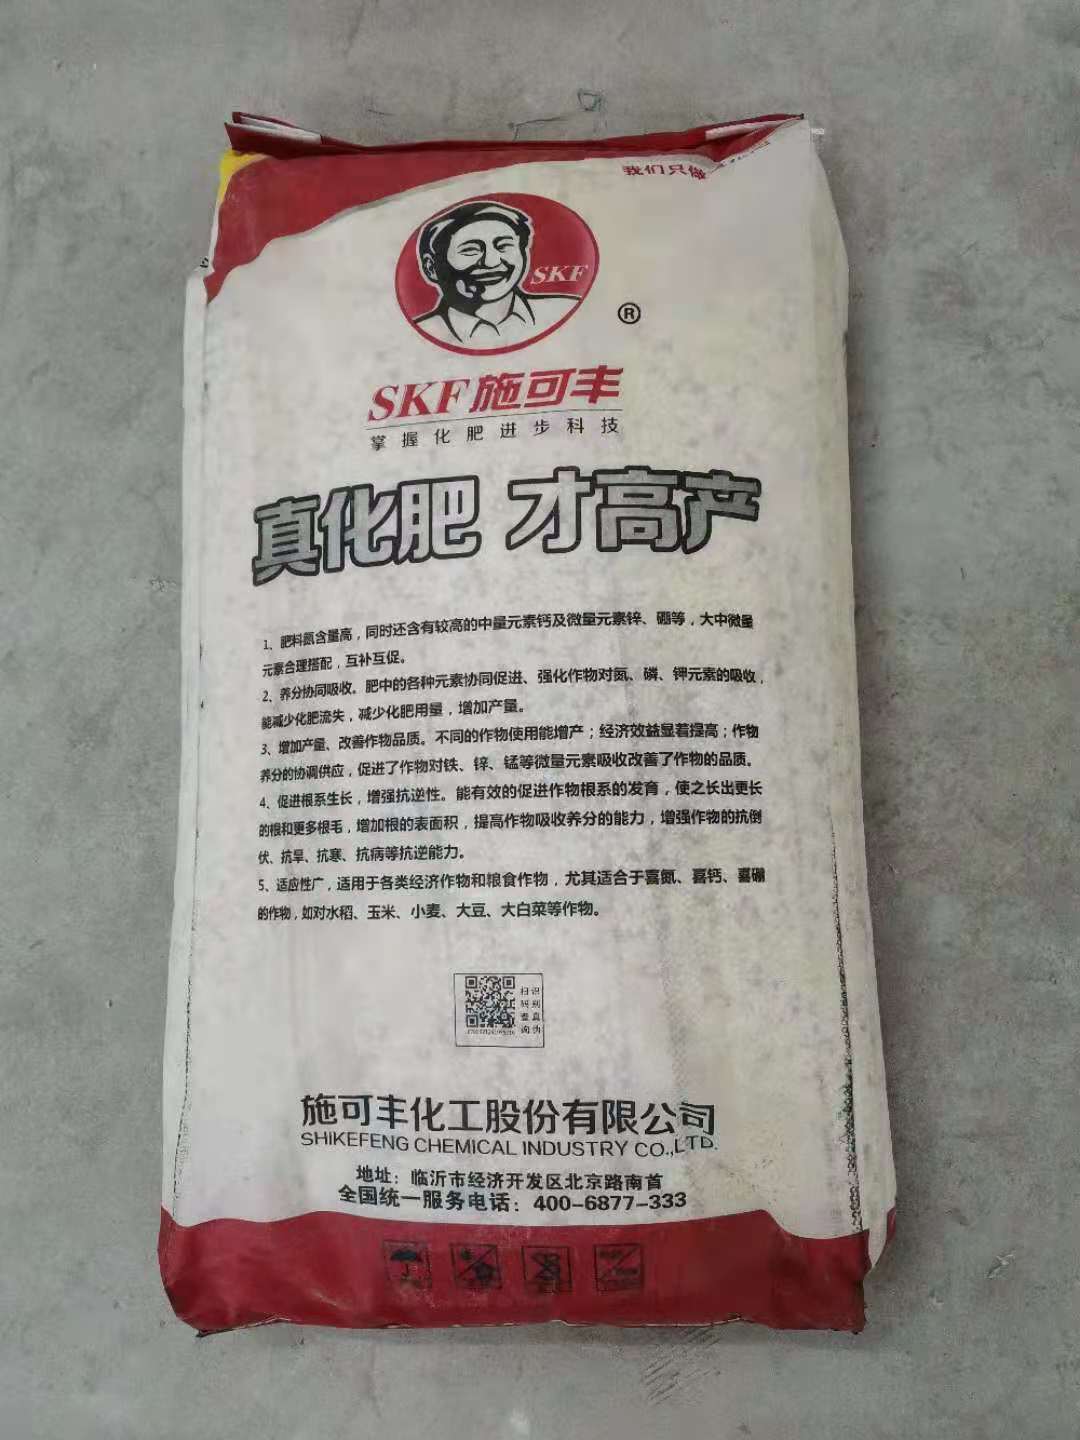 我们只做
SKF
®
SKF施可丰
掌握化肥进步科技
真化肥 才高产
1、肥料氮含量高，同时还含有较高的中量元素钙及微量元素锌、硼等，大中微量
元素合理搭配，互补互促。
2、养分协同吸收。肥中的各种元素协同促进、强化作物对氮、磷、钾元素的吸收，
能减少化肥流失，减少化肥用量，增加产量。
3、增加产量、改善作物品质。不同的作物使用能增产；经济效益显着提高；作物
养分的协调供应，促进了作物对铁、锌、锰等微量元素吸收改善了作物的品质。
4、促进根系生长，增强抗逆性。能有效的促进作物根系的发育，使之长出更长
的根和更多根毛，增加根的表面积，提高作物吸收养分的能力，增强作物的抗倒
伏、抗旱、抗寒、抗病等抗逆能力。
5、适应性广，适用于各类经济作物和粮食作物，尤其适合于喜氮、喜钙、喜硼
的作物，如对水稻、玉米、小麦、大豆、大白菜等作物。
扫识
码别
查真
询伪
施可丰化工股份有限公司
SHIKEFENG CHEMICAL INDUSTRY CO.,LTD.
地址：临沂市经济开发区北京路南首
全国统一服务电话：400-6877-333